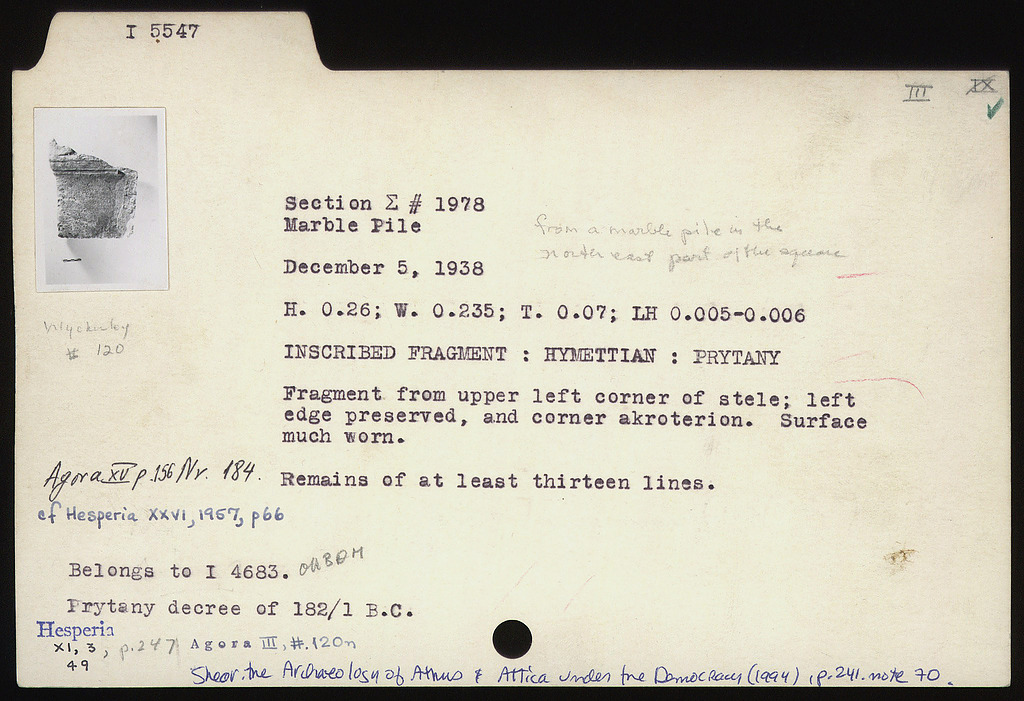 I 5547
III IX
Section Σ # 1978
Marble Pile
from a marble pile in the
north east part of the square
December 5, 1938
H. 0.26; W. 0.235; T. 0.07; LH 0.005-0.006
Wycherley
# 120
INSCRIBED FRAGMENT : HYMETTIAN : PRYTANY
Fragment from upper left corner of stele; left
edge preserved, and corner akroterion. Surface
much worn.
Agora XV p.156 Nr. 184.
Remains of at least thirteen lines.
cf Hesperia XXVI, 1957, p66
Belongs to I 4683.
Prytany decree of 182/1 B.C.
Hesperia
XI, 3, p.247
49
Agora III, #.120n
Shear, the Archaeology of Athens & Attica under the Democracy (1994), p.241. note 70.